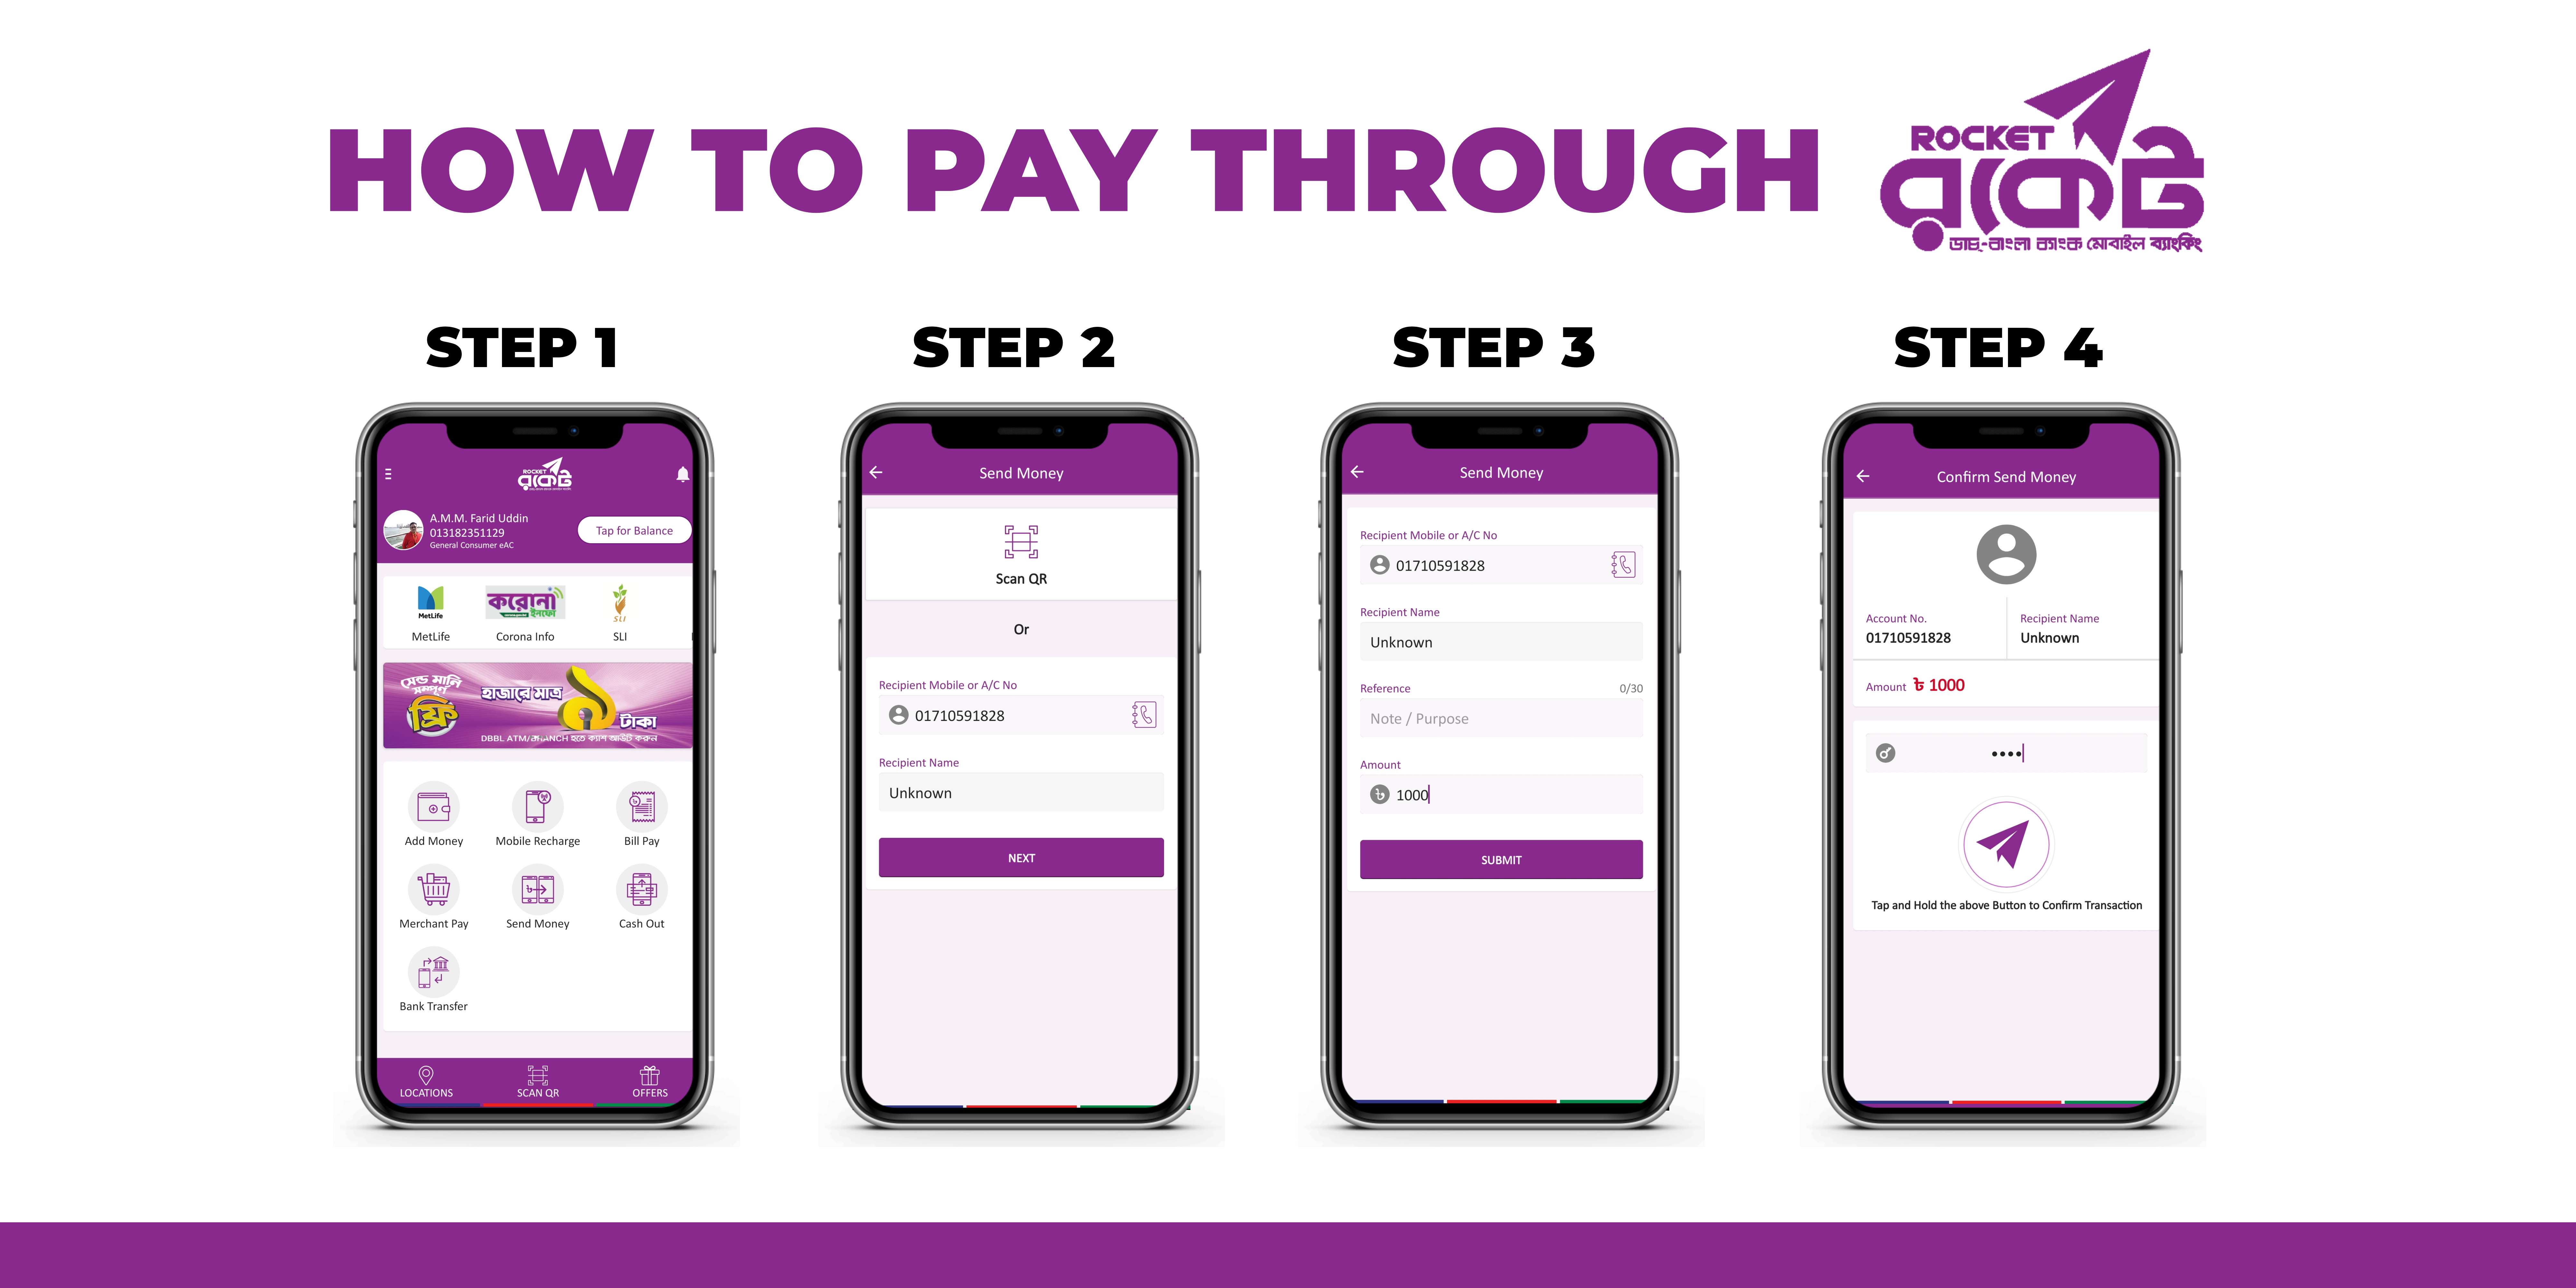 HOW TO PAY THROUGH
ROCKET
রকেট
ডাচ্-বাংলা ব্যাংক মোবাইল ব্যাংকিং
STEP 1
ROCKET
রকেট
A.M.M. Farid Uddin
013182351129
General Consumer eAC
Tap for Balance
MetLife
করোনা
ইনফো
SLI
MetLife
Corona Info
SLI
সেন্ড মানি
সম্পূর্ণ
ফ্রি
হাজারে মাত্র
৯
টাকা
DBBL ATM/BRANCH হতে ক্যাশ আউট করুন
Add Money
Mobile Recharge
Bill Pay
Merchant Pay
Send Money
Cash Out
Bank Transfer
LOCATIONS
SCAN QR
OFFERS
STEP 2
Send Money
Scan QR
Or
Recipient Mobile or A/C No
01710591828
Recipient Name
Unknown
NEXT
STEP 3
Send Money
Recipient Mobile or A/C No
01710591828
Recipient Name
Unknown
Reference 0/30
Note / Purpose
Amount
৳ 1000
SUBMIT
STEP 4
Confirm Send Money
Account No.
01710591828
Recipient Name
Unknown
Amount ৳ 1000
••••
Tap and Hold the above Button to Confirm Transaction